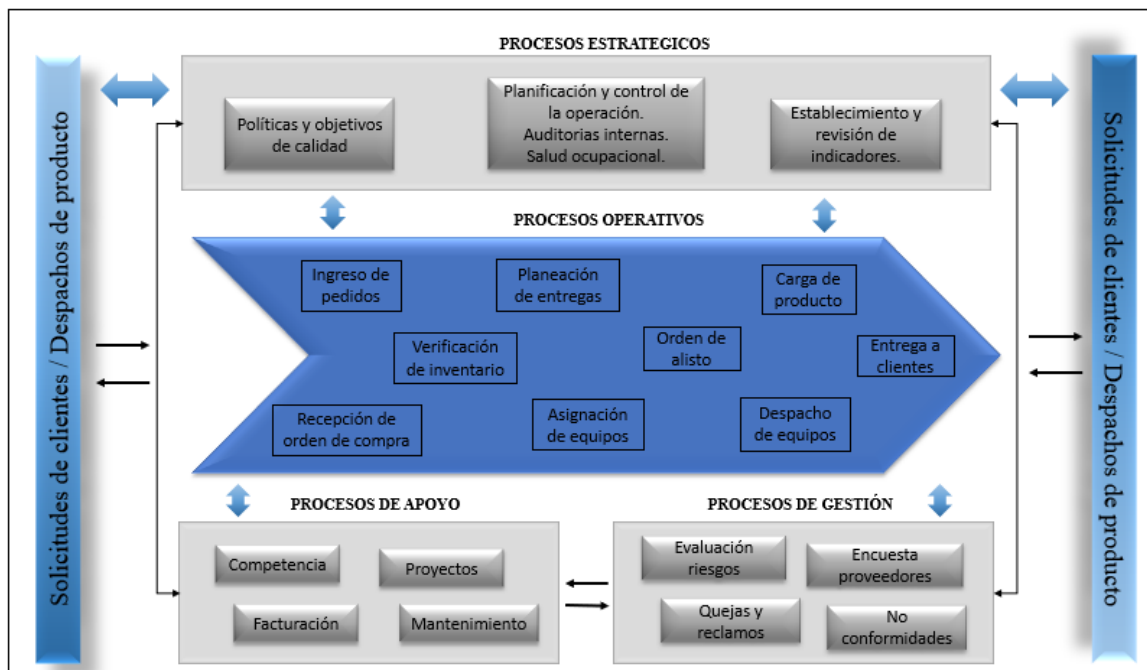 PROCESOS ESTRATEGICOS
Solicitudes de clientes / Despachos de producto
Políticas y objetivos
de calidad
Planificación y control de
la operación.
Auditorias internas.
Salud ocupacional.
Establecimiento y
revisión de
indicadores.
Solicitudes de clientes / Despachos de producto
PROCESOS OPERATIVOS
Ingreso de
pedidos
Planeación
de entregas
Carga de
producto
Verificación
de inventario
Orden de
alisto
Entrega a
clientes
Recepción de
orden de compra
Asignación
de equipos
Despacho
de equipos
PROCESOS DE APOYO
Competencia
Proyectos
Facturación
Mantenimiento
PROCESOS DE GESTIÓN
Evaluación
riesgos
Encuesta
proveedores
Quejas y
reclamos
No
conformidades